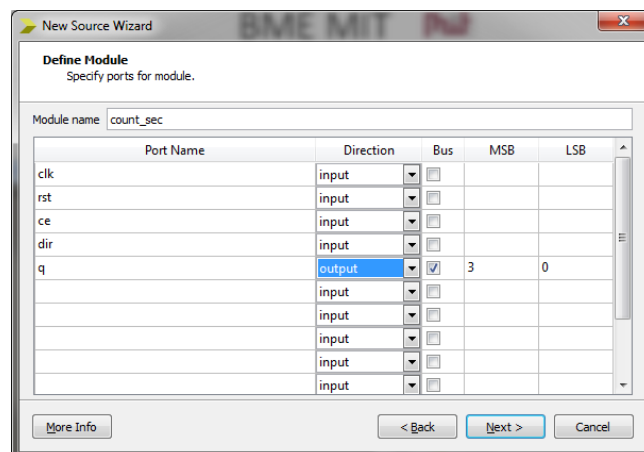 New Source Wizard
BME MIT
Define Module
Specify ports for module.
Module name count_sec
Port Name Direction Bus MSB LSB
clk input
rst input
ce input
dir input
q output 3 0
input
input
input
input
input
More Info < Back Next > Cancel